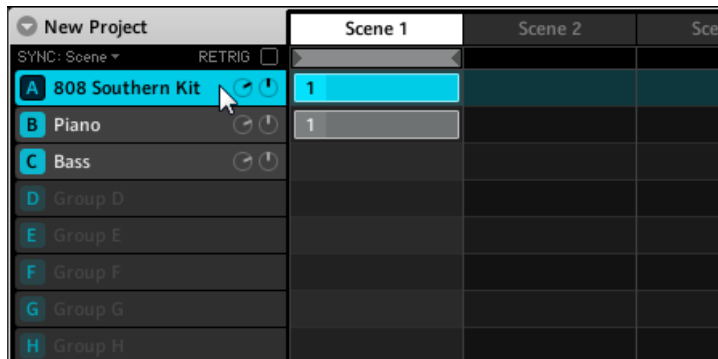 New Project Scene 1 Scene 2 Sce
SYNC: Scene RETRIG
A 808 Southern Kit 1
B Piano 1
C Bass
D Group D
E Group E
F Group F
G Group G
H Group H